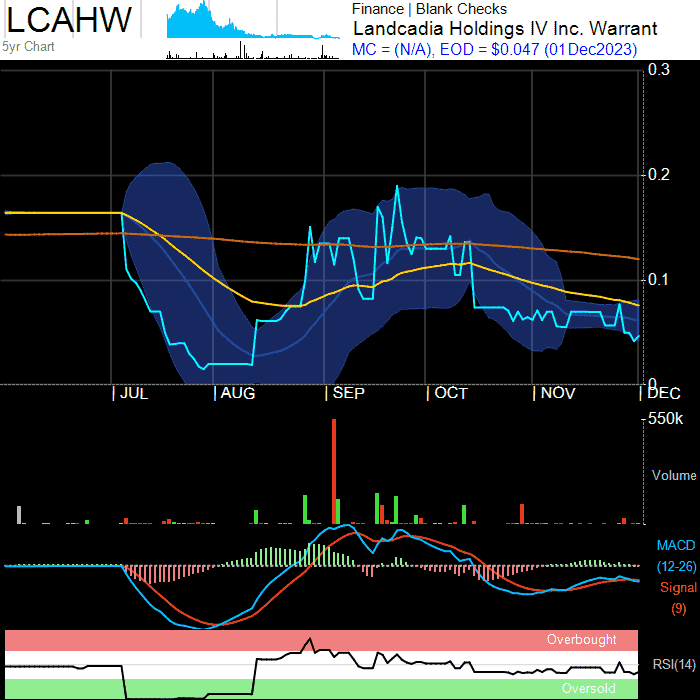 LCAHW
5yr Chart
Finance | Blank Checks
Landcadia Holdings IV Inc. Warrant
MC = (N/A), EOD = $0.047 (01Dec2023)
0.3
0.2
0.1
0
JUL AUG SEP OCT NOV DEC
550k
Volume
MACD
(12-26)
Signal
(9)
Overbought
RSI(14)
Oversold